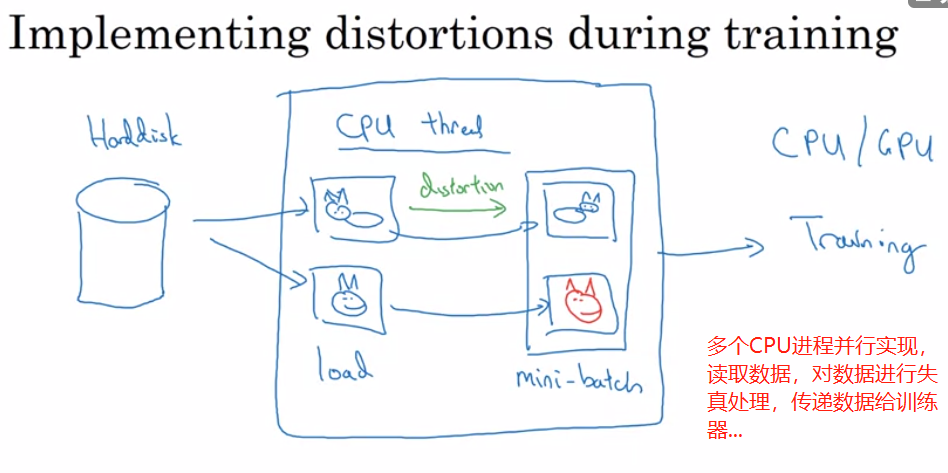 Implementing distortions during training
Harddisk
CPU thread
distortion
load
mini-batch
CPU/GPU
Training
多个CPU进程并行实现,
读取数据，对数据进行失
真处理，传递数据给训练
器...